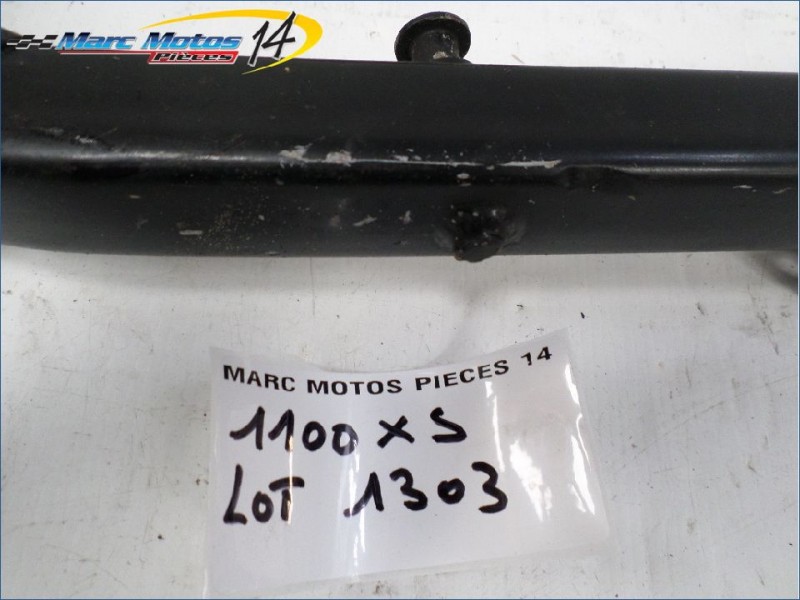 Marc Motos 14
PIECES
MARC MOTOS PIECES 14
1100 XS
LOT 1303